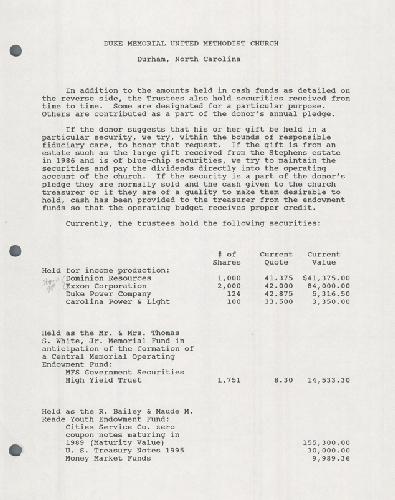 DUKE MEMORIAL UNITED METHODIST CHURCH
Durham, North Carolina
In addition to the amounts held in cash funds as detailed on
the reverse side, the Trustees also hold securities received from
time to time. Some are designated for a particular purpose.
Others are contributed as a part of the donor's annual pledge.
If the donor suggests that his or her gift be held in a
particular security, we try, within the bounds of responsible
fiduciary care, to honor that request. If the gift is from an
estate such as the large gift received from the Stephens estate
in 1986 and is of blue-chip securities, we try to maintain the
securities and pay the dividends directly into the operating
account of the church. If the security is a part of the donor's
pledge they are normally sold and the cash given to the church
treasurer or if they are of a quality to make them desirable to
hold, cash has been provided to the treasurer from the endowment
funds so that the operating budget receives proper credit.
Currently, the trustees hold the following securities:
# of Current Current
Shares Quote Value
Held for income production:
Dominion Resources 1,000 41.375 $41,375.00
Exxon Corporation 2,000 42.000 84,000.00
Duke Power Company 124 42.875 5,316.50
Carolina Power & Light 100 33.500 3,350.00
Held as the Mr. & Mrs. Thomas
S. White, Jr. Memorial Fund in
anticipation of the formation of
a Central Memorial Operating
Endowment Fund:
MFS Government Securities
High Yield Trust 1,751 8.30 14,533.30
Held as the R. Bailey & Maude M.
Reade Youth Endowment Fund:
Cities Service Co. zero
coupon notes maturing in
1989 (Maturity Value) 155,300.00
U. S. Treasury Notes 1995 30,000.00
Money Market Funds 9,989.36